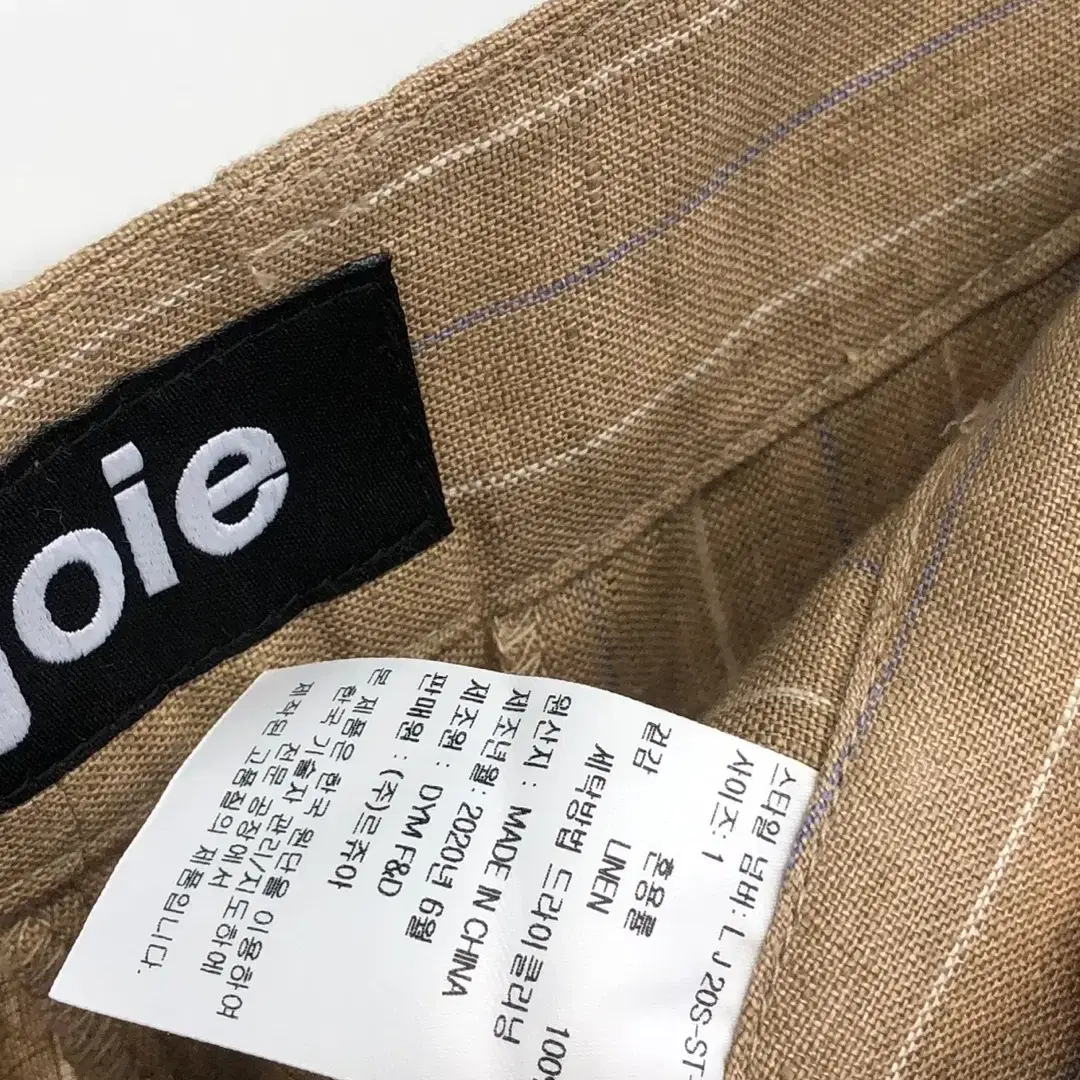 oie
스타일 넘버: LJ 20S-ST-
사이즈: 1
겉감 혼용률
LINEN 100%
세탁방법 드라이클리닝
원산지 : MADE IN CHINA
제조년월: 2020년 6월
제조원 : DYM F&D
판매원 : (주)르쥬아
본 제품은 한국 원단을 이용하여
한국 기술자 관리/지도하에
전문 공장에서
제작된 고품질의 제품입니다.